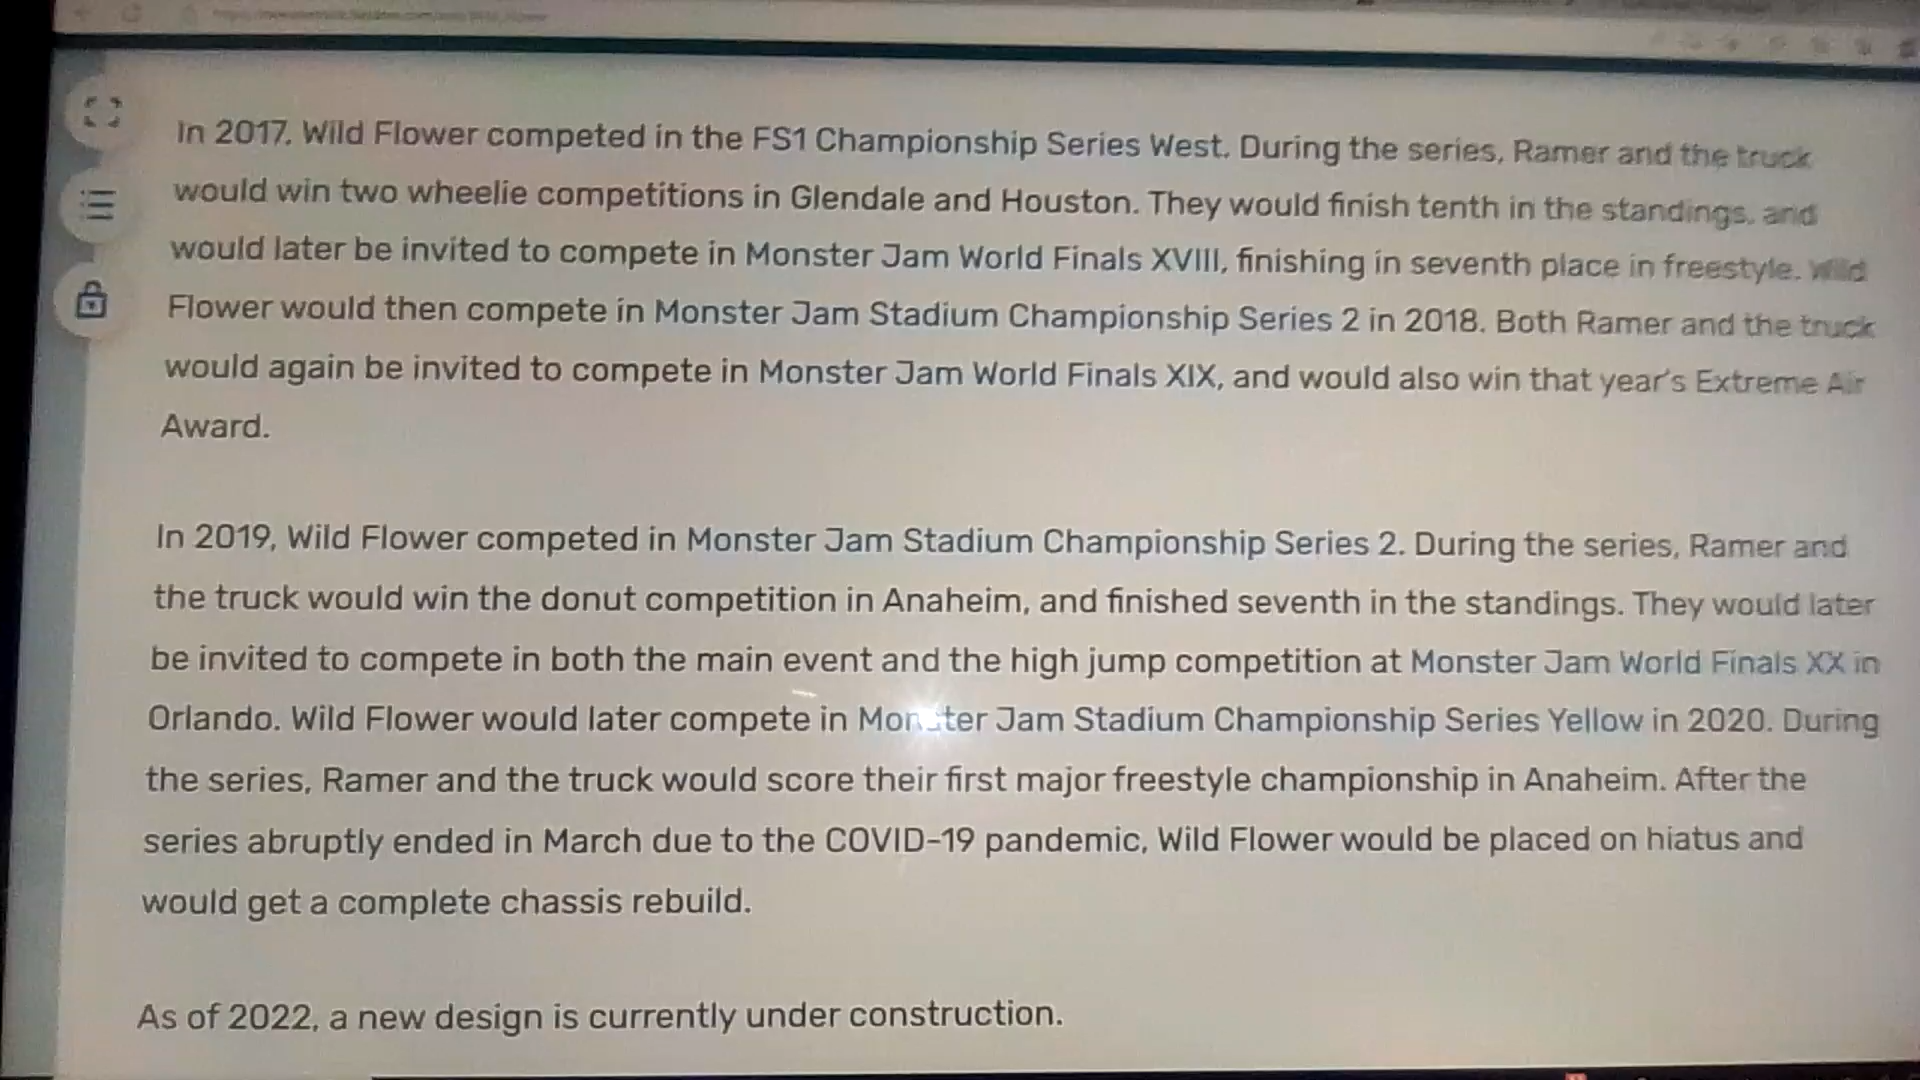 In 2017, Wild Flower competed in the FS1 Championship Series West. During the series, Ramer and the truck
would win two wheelie competitions in Glendale and Houston. They would finish tenth in the standings, and
would later be invited to compete in Monster Jam World Finals XVIII, finishing in seventh place in freestyle. Wild
Flower would then compete in Monster Jam Stadium Championship Series 2 in 2018. Both Ramer and the truck
would again be invited to compete in Monster Jam World Finals XIX, and would also win that year's Extreme Air
Award.
In 2019, Wild Flower competed in Monster Jam Stadium Championship Series 2. During the series, Ramer and
the truck would win the donut competition in Anaheim, and finished seventh in the standings. They would later
be invited to compete in both the main event and the high jump competition at Monster Jam World Finals XX in
Orlando. Wild Flower would later compete in Monster Jam Stadium Championship Series Yellow in 2020. During
the series, Ramer and the truck would score their first major freestyle championship in Anaheim. After the
series abruptly ended in March due to the COVID-19 pandemic, Wild Flower would be placed on hiatus and
would get a complete chassis rebuild.
As of 2022, a new design is currently under construction.